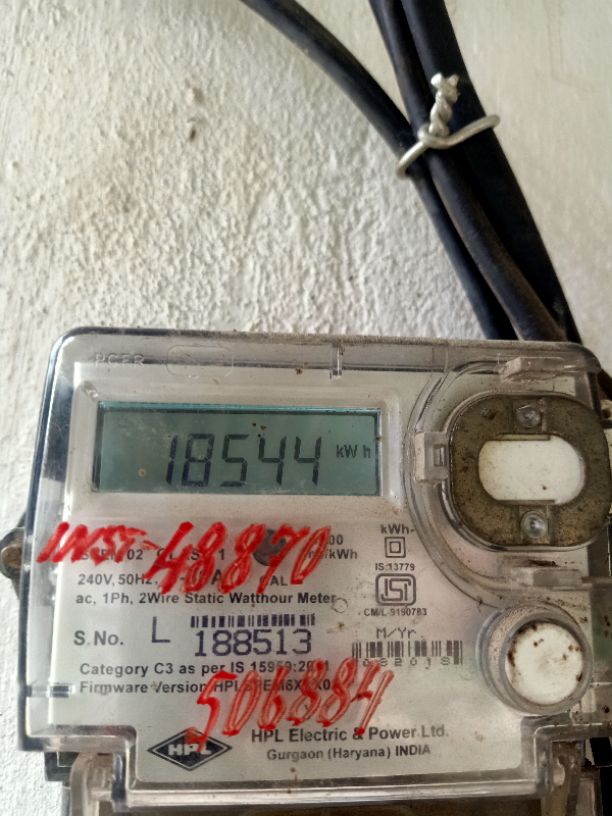 18544 kWh
INST-48870
kWh-
IS:13779
240V, 50Hz,
ac, 1Ph, 2Wire Static Watthour Meter
CM/L-9190783
S.No. L 188513
M/Yr.
Category C3 as per IS 15959:2011
Firmware Version
506884
HPL
HPL Electric & Power Ltd.
Gurgaon (Haryana) INDIA